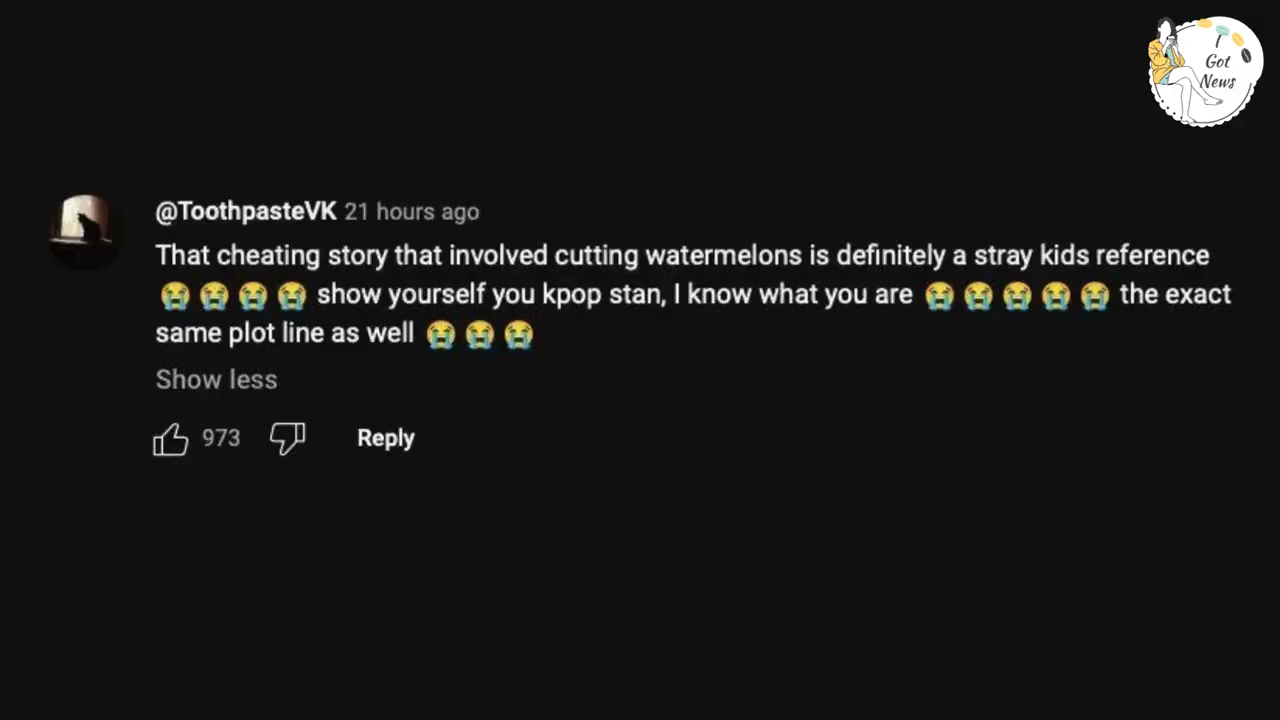 I
Got
News
@ToothpasteVK 21 hours ago
That cheating story that involved cutting watermelons is definitely a stray kids reference
😭😭😭😭 show yourself you kpop stan, I know what you are 😭😭😭😭😭 the exact
same plot line as well 😭😭😭
Show less
973 Reply